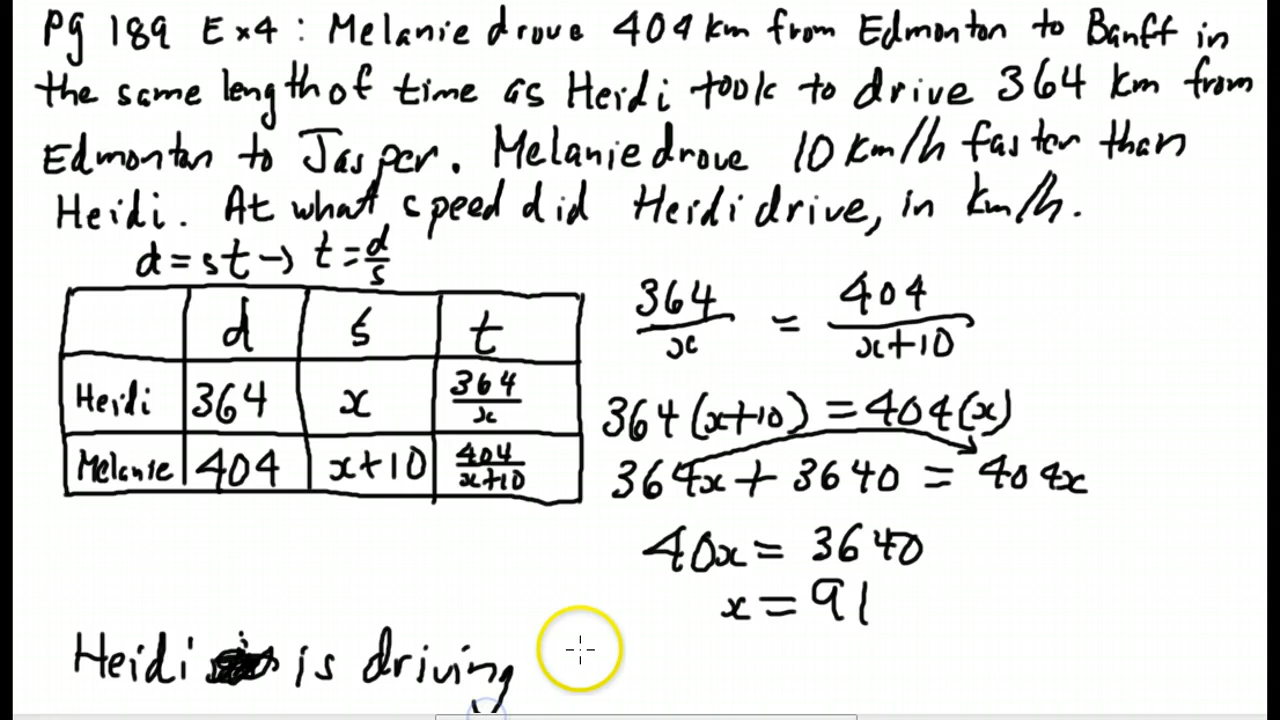 Pg 189 Ex4 : Melanie drove 404 km from Edmonton to Banff in
the same length of time as Heidi took to drive 364 km from
Edmonton to Jasper. Melanie drove 10 km/h faster than
Heidi. At what speed did Heidi drive, in km/h.
d = st → t = d/s
d s t
Heidi 364 x 364/x
Melanie 404 x+10 404/x+10
364/x = 404/x+10
364(x+10) = 404(x)
364x + 3640 = 404x
40x = 3640
x = 91
Heidi is driving